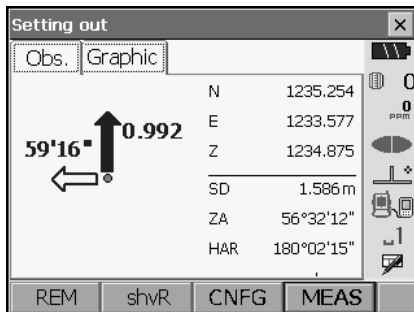 Setting out
Obs. Graphic
N 1235.254
E 1233.577
Z 1234.875
0.992
59'16"
SD 1.586 m
ZA 56°32'12"
HAR 180°02'15"
0
0
PPM
1
REM shvR CNFG MEAS